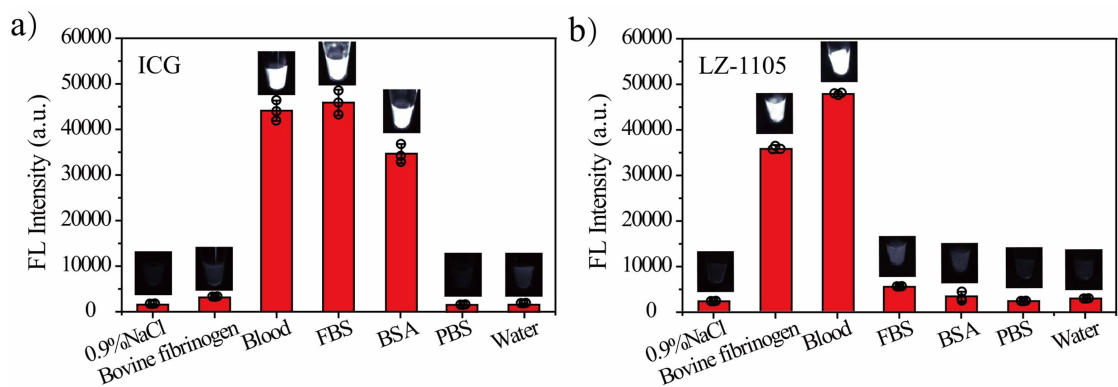 a)
ICG
FL Intensity (a.u.)
60000
50000
40000
30000
20000
10000
0
0.9%NaCl
Bovine fibrinogen
Blood
FBS
BSA
PBS
Water
b)
LZ-1105
FL Intensity (a.u.)
60000
50000
40000
30000
20000
10000
0
0.9%NaCl
Bovine fibrinogen
Blood
FBS
BSA
PBS
Water